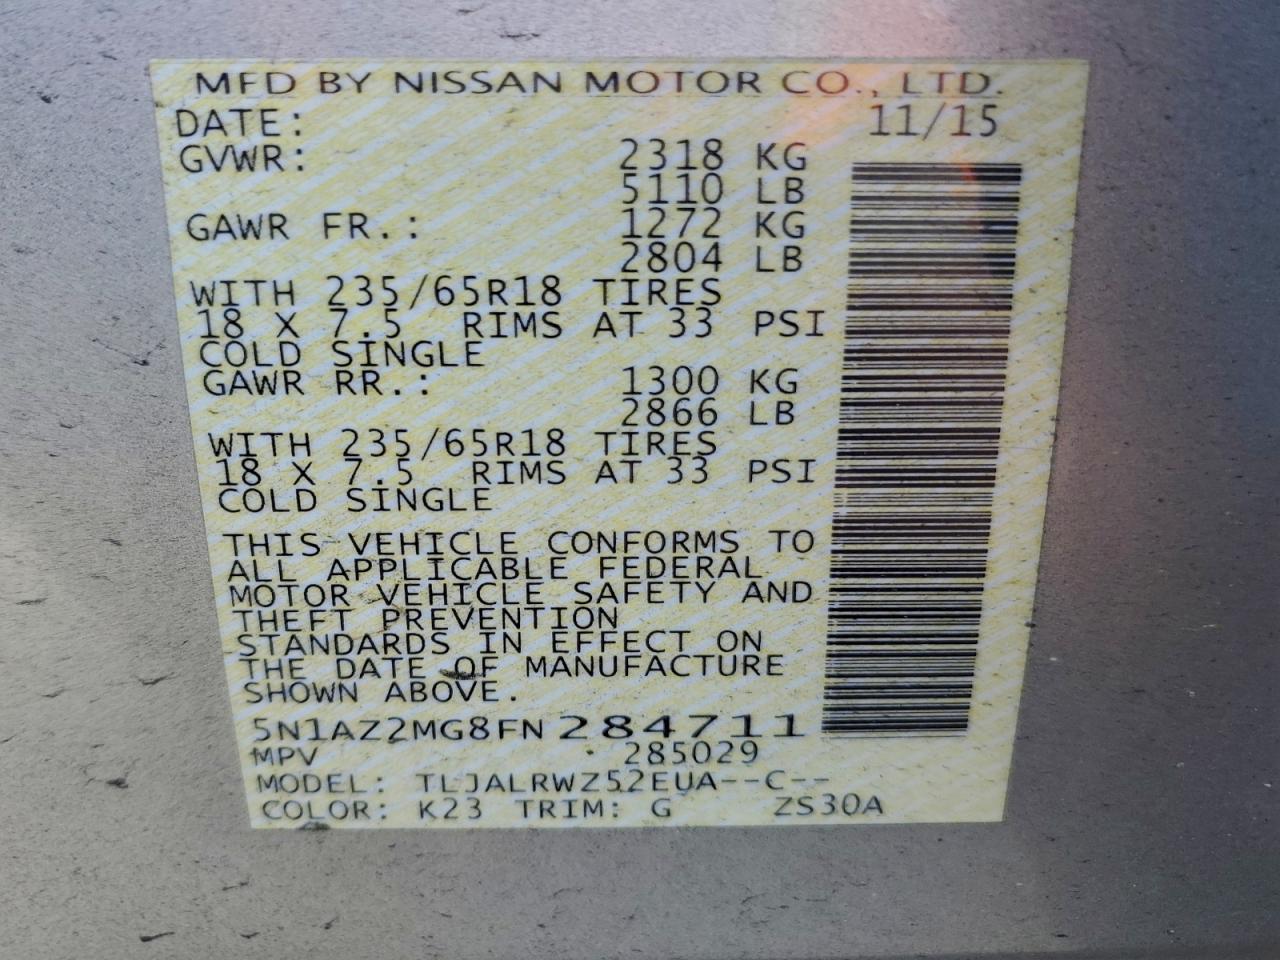 MFD BY NISSAN MOTOR CO., LTD.
DATE: 11/15
GVWR: 2318 KG
5110 LB
GAWR FR.: 1272 KG
2804 LB
WITH 235/65R18 TIRES
18 X 7.5 RIMS AT 33 PSI
COLD SINGLE
GAWR RR.: 1300 KG
2866 LB
WITH 235/65R18 TIRES
18 X 7.5 RIMS AT 33 PSI
COLD SINGLE
THIS VEHICLE CONFORMS TO
ALL APPLICABLE FEDERAL
MOTOR VEHICLE SAFETY AND
THEFT PREVENTION
STANDARDS IN EFFECT ON
THE DATE OF MANUFACTURE
SHOWN ABOVE.
5N1AZ2MG8FN284711
MPV 285029
MODEL: TLJALRWZ52EUA--C--
COLOR: K23 TRIM: G ZS30A